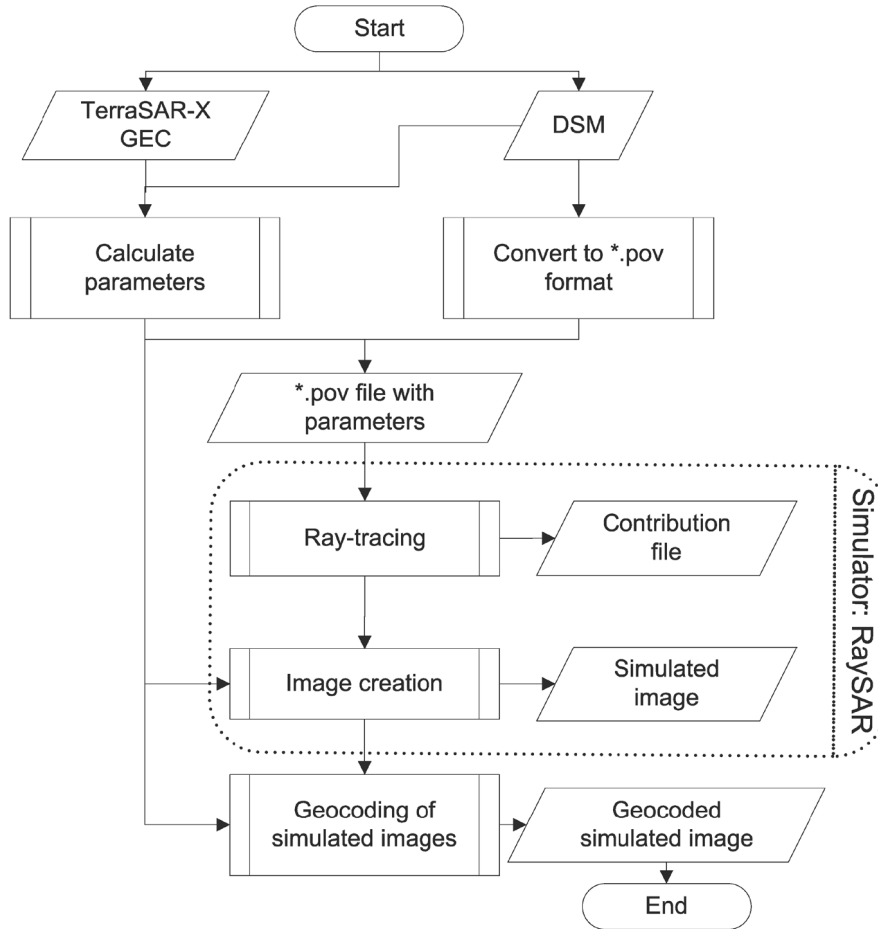 Start
TerraSAR-X
GEC
DSM
Calculate
parameters
Convert to *.pov
format
*.pov file with
parameters
Ray-tracing
Contribution
file
Simulator: RaySAR
Image creation
Simulated
image
Geocoding of
simulated images
Geocoded
simulated image
End